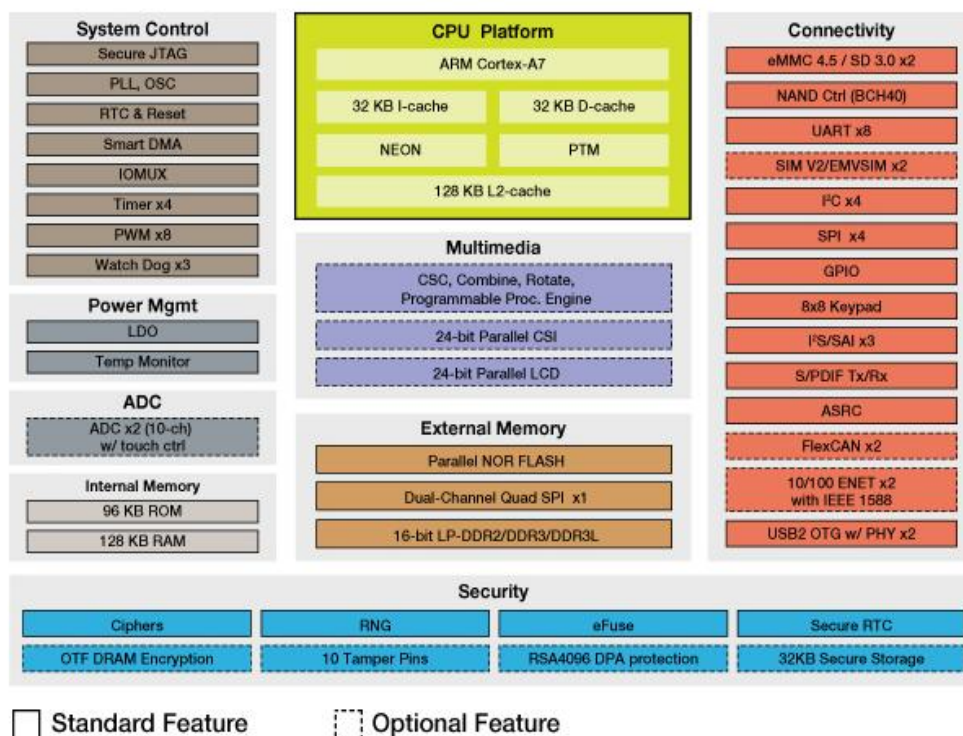 System Control
Secure JTAG
PLL, OSC
RTC & Reset
Smart DMA
IOMUX
Timer x4
PWM x8
Watch Dog x3
Power Mgmt
LDO
Temp Monitor
ADC
ADC x2 (10-ch)
w/ touch ctrl
Internal Memory
96 KB ROM
128 KB RAM
CPU Platform
ARM Cortex-A7
32 KB I-cache
32 KB D-cache
NEON
PTM
128 KB L2-cache
Multimedia
CSC, Combine, Rotate,
Programmable Proc. Engine
24-bit Parallel CSI
24-bit Parallel LCD
External Memory
Parallel NOR FLASH
Dual-Channel Quad SPI x1
16-bit LP-DDR2/DDR3/DDR3L
Connectivity
eMMC 4.5 / SD 3.0 x2
NAND Ctrl (BCH40)
UART x8
SIM V2/EMVSIM x2
I²C x4
SPI x4
GPIO
8x8 Keypad
I²S/SAI x3
S/PDIF Tx/Rx
ASRC
FlexCAN x2
10/100 ENET x2
with IEEE 1588
USB2 OTG w/ PHY x2
Security
Ciphers
RNG
eFuse
Secure RTC
OTF DRAM Encryption
10 Tamper Pins
RSA4096 DPA protection
32KB Secure Storage
Standard Feature
Optional Feature